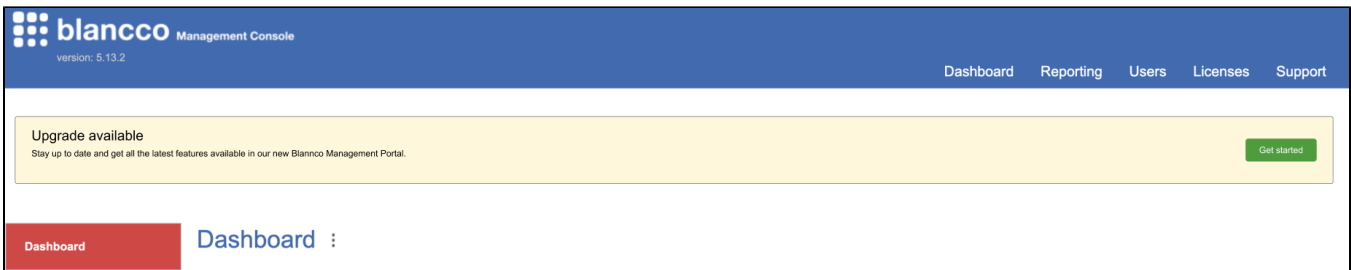 blancco Management Console
version: 5.13.2
Dashboard Reporting Users Licenses Support
Upgrade available
Stay up to date and get all the latest features available in our new Blannco Management Portal.
Get started
Dashboard
Dashboard